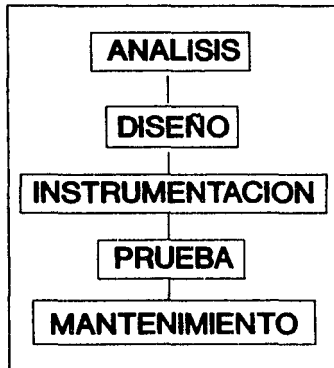 ANALISIS
DISEÑO
INSTRUMENTACION
PRUEBA
MANTENIMIENTO